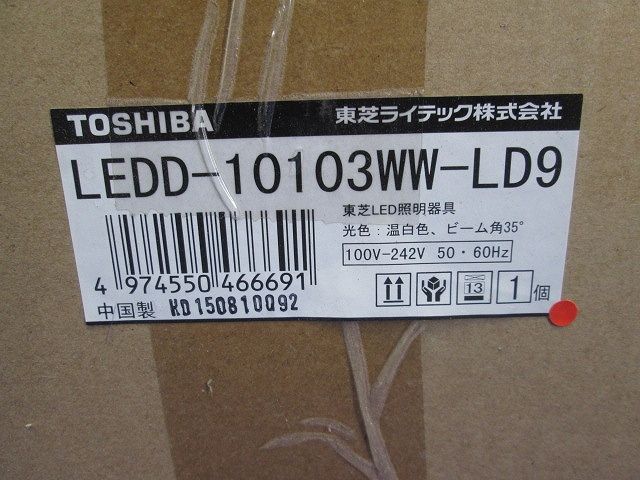 TOSHIBA 東芝ライテック株式会社
LEDD-10103WW-LD9
東芝LED照明器具
光色：温白色、ビーム角35°
100V-242V 50・60Hz
4 974550 466691
13 1個
中国製 KD150810Q92